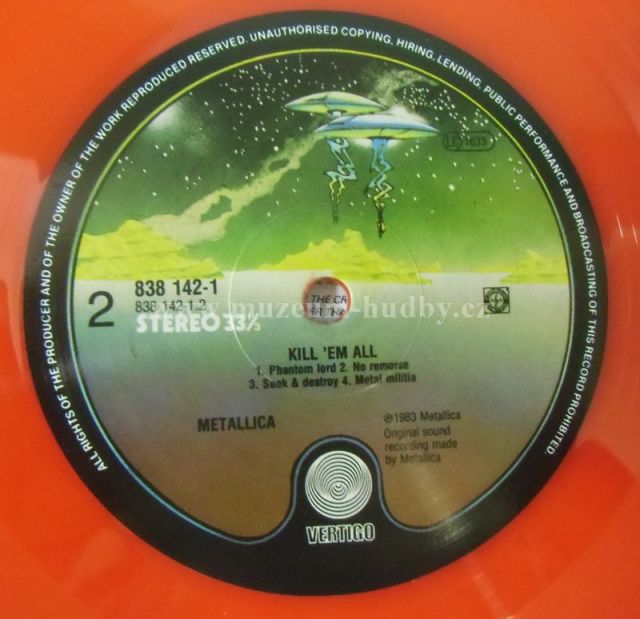 ALL RIGHTS OF THE PRODUCER AND OF THE OWNER OF THE WORK REPRODUCED RESERVED. UNAUTHORISED COPYING, HIRING, LENDING, PUBLIC PERFORMANCE AND BROADCASTING OF THIS RECORD PROHIBITED.
LC 1633
2
838 142-1
838 142-1.2
STEREO 33⅓
www.muzeum-hudby.cz
THE CR
KILL 'EM ALL
1. Phantom lord 2. No remorse
3. Seek & destroy 4. Metal militia
METALLICA
℗1983 Metallica
Original sound
recording made
by Metallica
VERTIGO